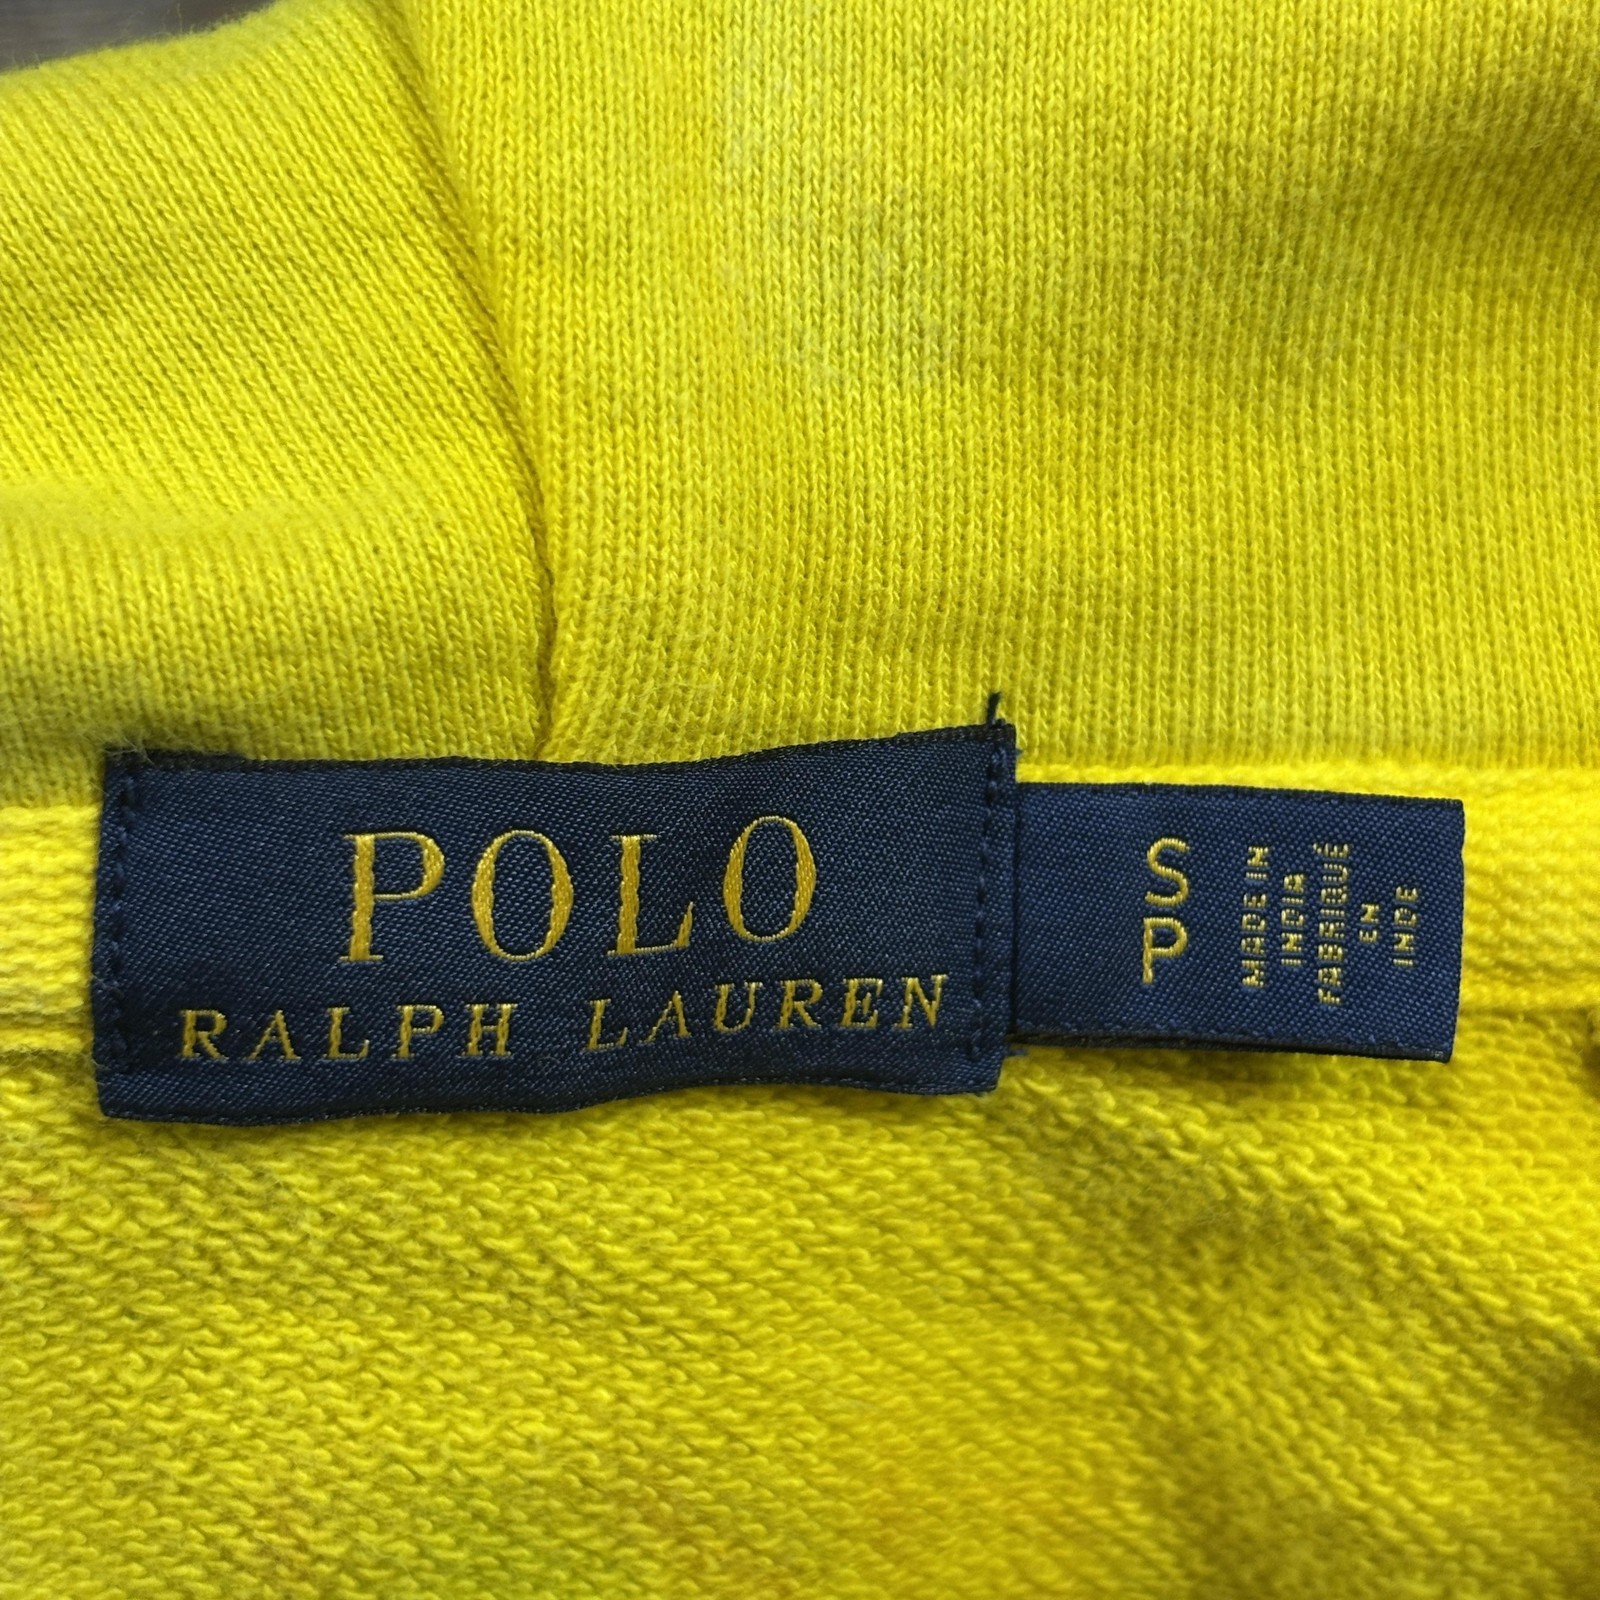 POLO
RALPH LAUREN
S
P
MADE IN
INDIA
FABRIQUÉ
EN
INDE